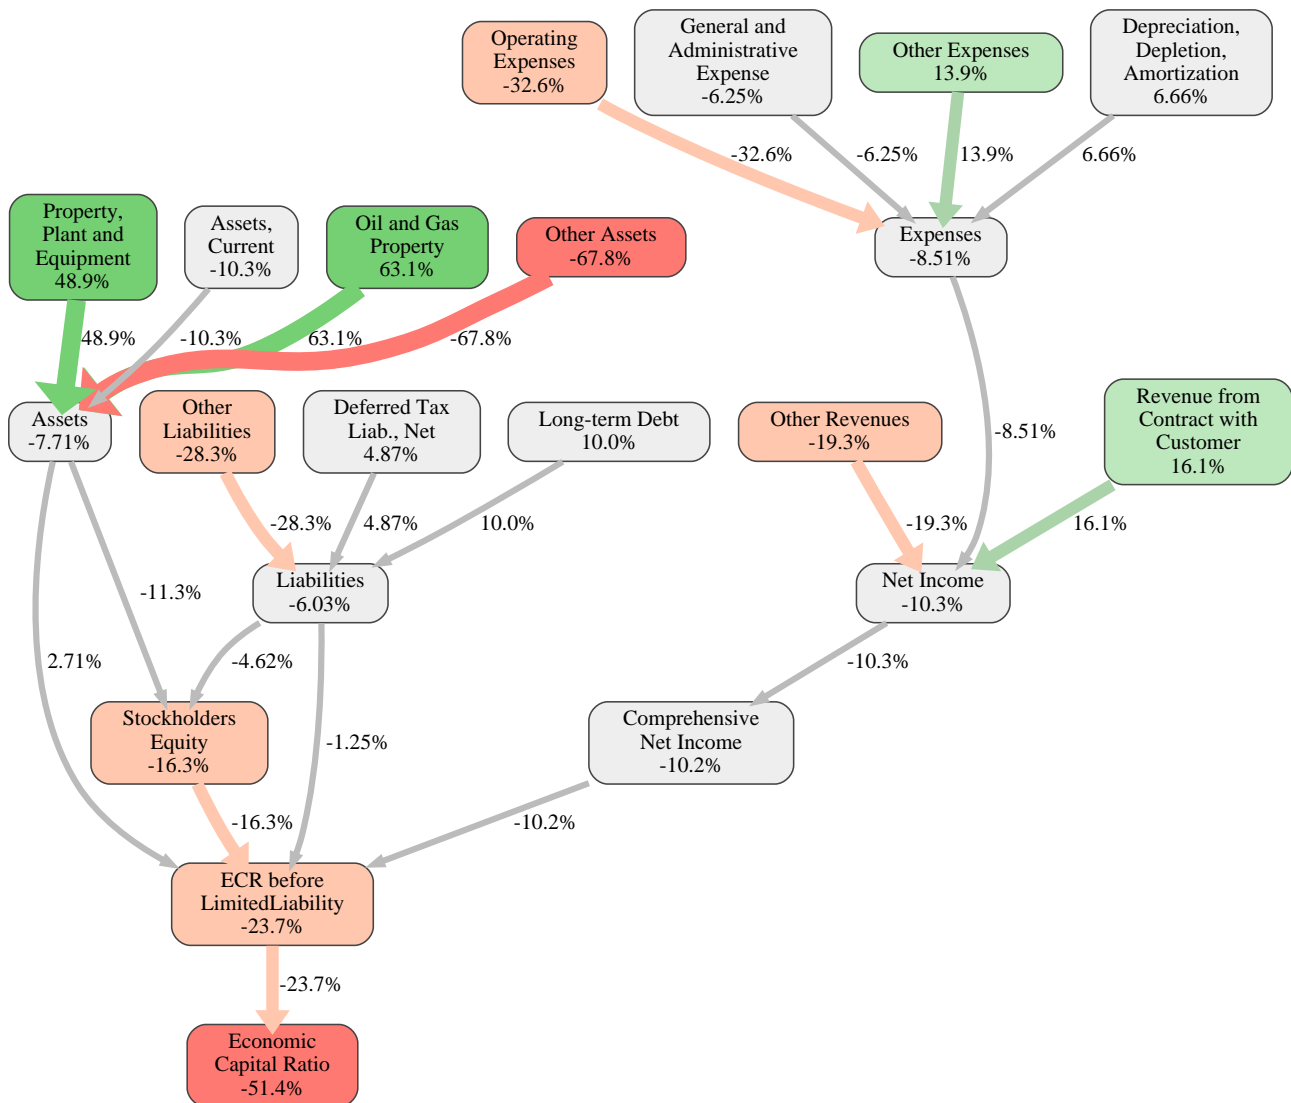 Operating
Expenses
-32.6%
General and
Administrative
Expense
-6.25%
Other Expenses
13.9%
Depreciation,
Depletion,
Amortization
6.66%
-32.6%
-6.25%
13.9%
6.66%
Property,
Plant and
Equipment
48.9%
Assets,
Current
-10.3%
Oil and Gas
Property
63.1%
Other Assets
-67.8%
Expenses
-8.51%
48.9%
-10.3%
63.1%
-67.8%
Assets
-7.71%
Other
Liabilities
-28.3%
Deferred Tax
Liab., Net
4.87%
Long-term Debt
10.0%
Other Revenues
-19.3%
-8.51%
Revenue from
Contract with
Customer
16.1%
-28.3%
4.87%
10.0%
-19.3%
16.1%
-11.3%
Liabilities
-6.03%
Net Income
-10.3%
2.71%
-4.62%
-10.3%
Stockholders
Equity
-16.3%
-1.25%
Comprehensive
Net Income
-10.2%
-16.3%
-10.2%
ECR before
LimitedLiability
-23.7%
-23.7%
Economic
Capital Ratio
-51.4%